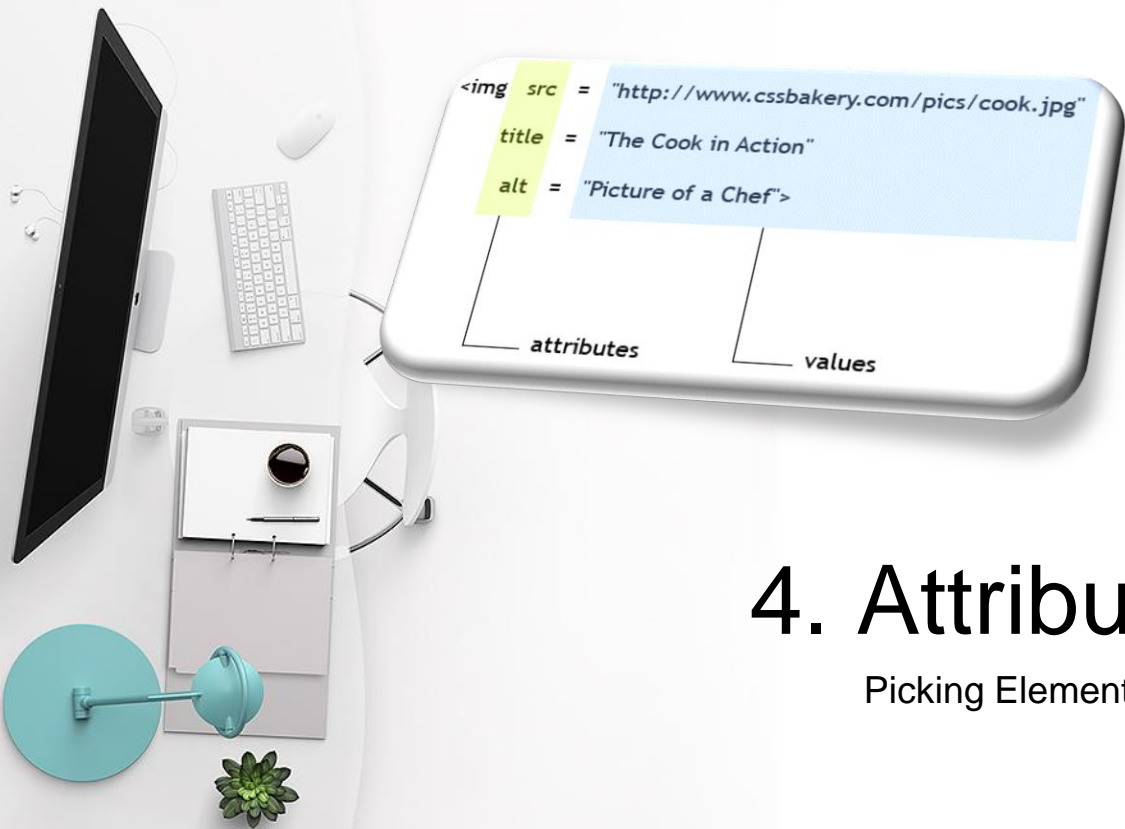 <img src = "http://www.cssbakery.com/pics/cook.jpg"
title = "The Cook in Action"
alt = "Picture of a Chef">
attributes values
4. Attribu
Picking Element